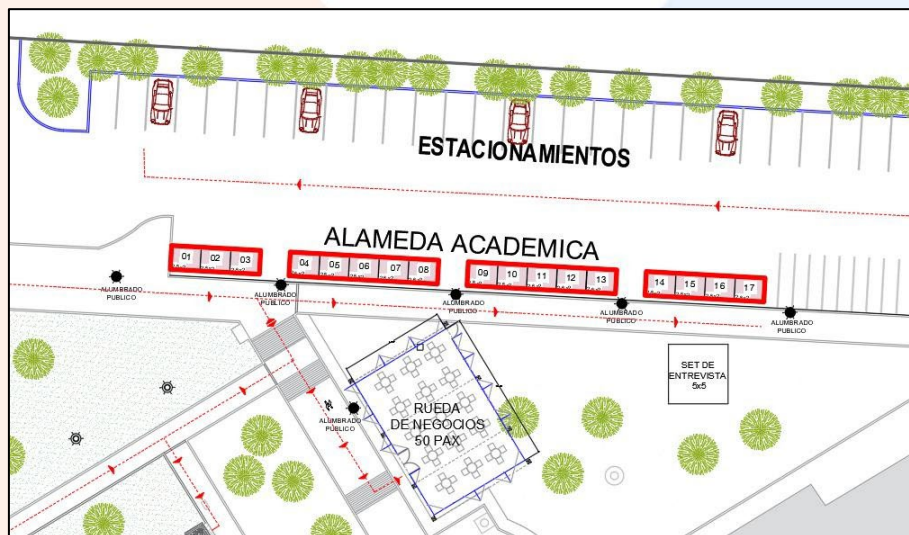 ESTACIONAMIENTOS
ALAMEDA ACADEMICA
01 02 03
04 05 06 07 08
09 10 11 12 13
14 15 16 17
ALUMBRADO
PUBLICO
ALUMBRADO
PUBLICO
ALUMBRADO
PUBLICO
ALUMBRADO
PUBLICO
ALUMBRADO
PUBLICO
SET DE
ENTREVISTA
5x5
RUEDA
DE NEGOCIOS
50 PAX
ALUMBRADO
PUBLICO